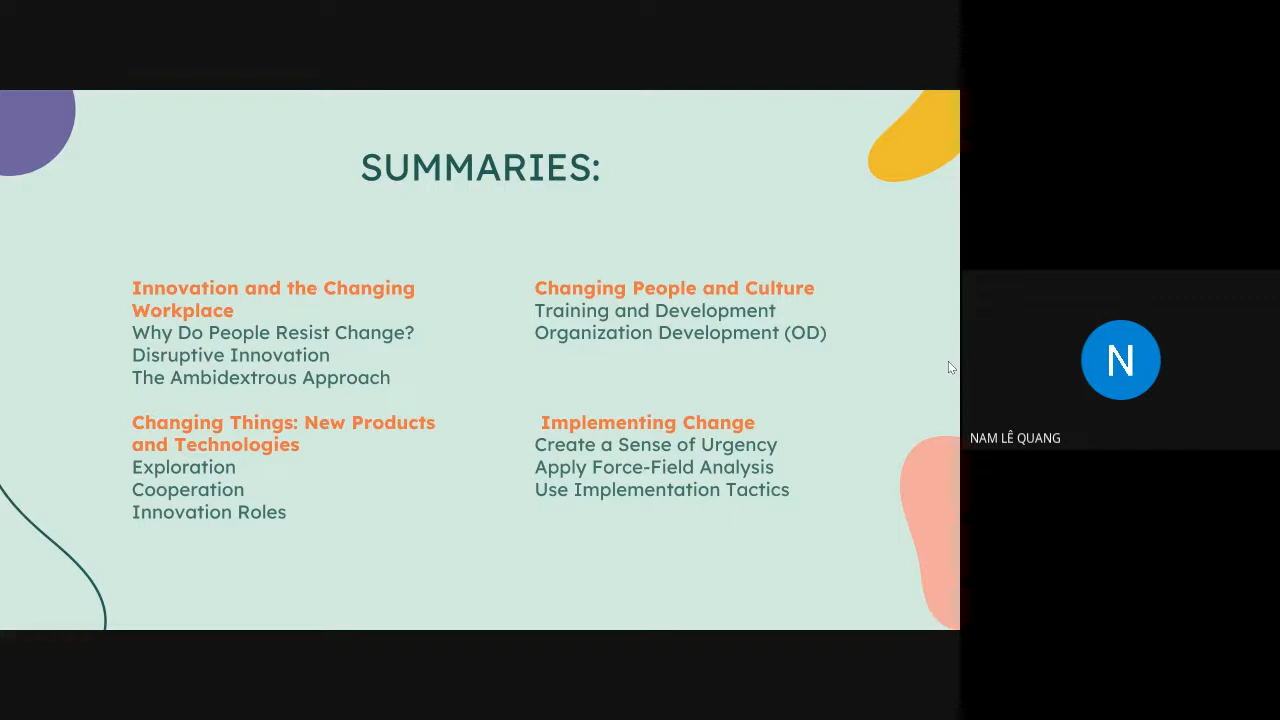 SUMMARIES:
Innovation and the Changing
Workplace
Why Do People Resist Change?
Disruptive Innovation
The Ambidextrous Approach
Changing Things: New Products
and Technologies
Exploration
Cooperation
Innovation Roles
Changing People and Culture
Training and Development
Organization Development (OD)
Implementing Change
Create a Sense of Urgency
Apply Force-Field Analysis
Use Implementation Tactics
N
NAM LÊ QUANG